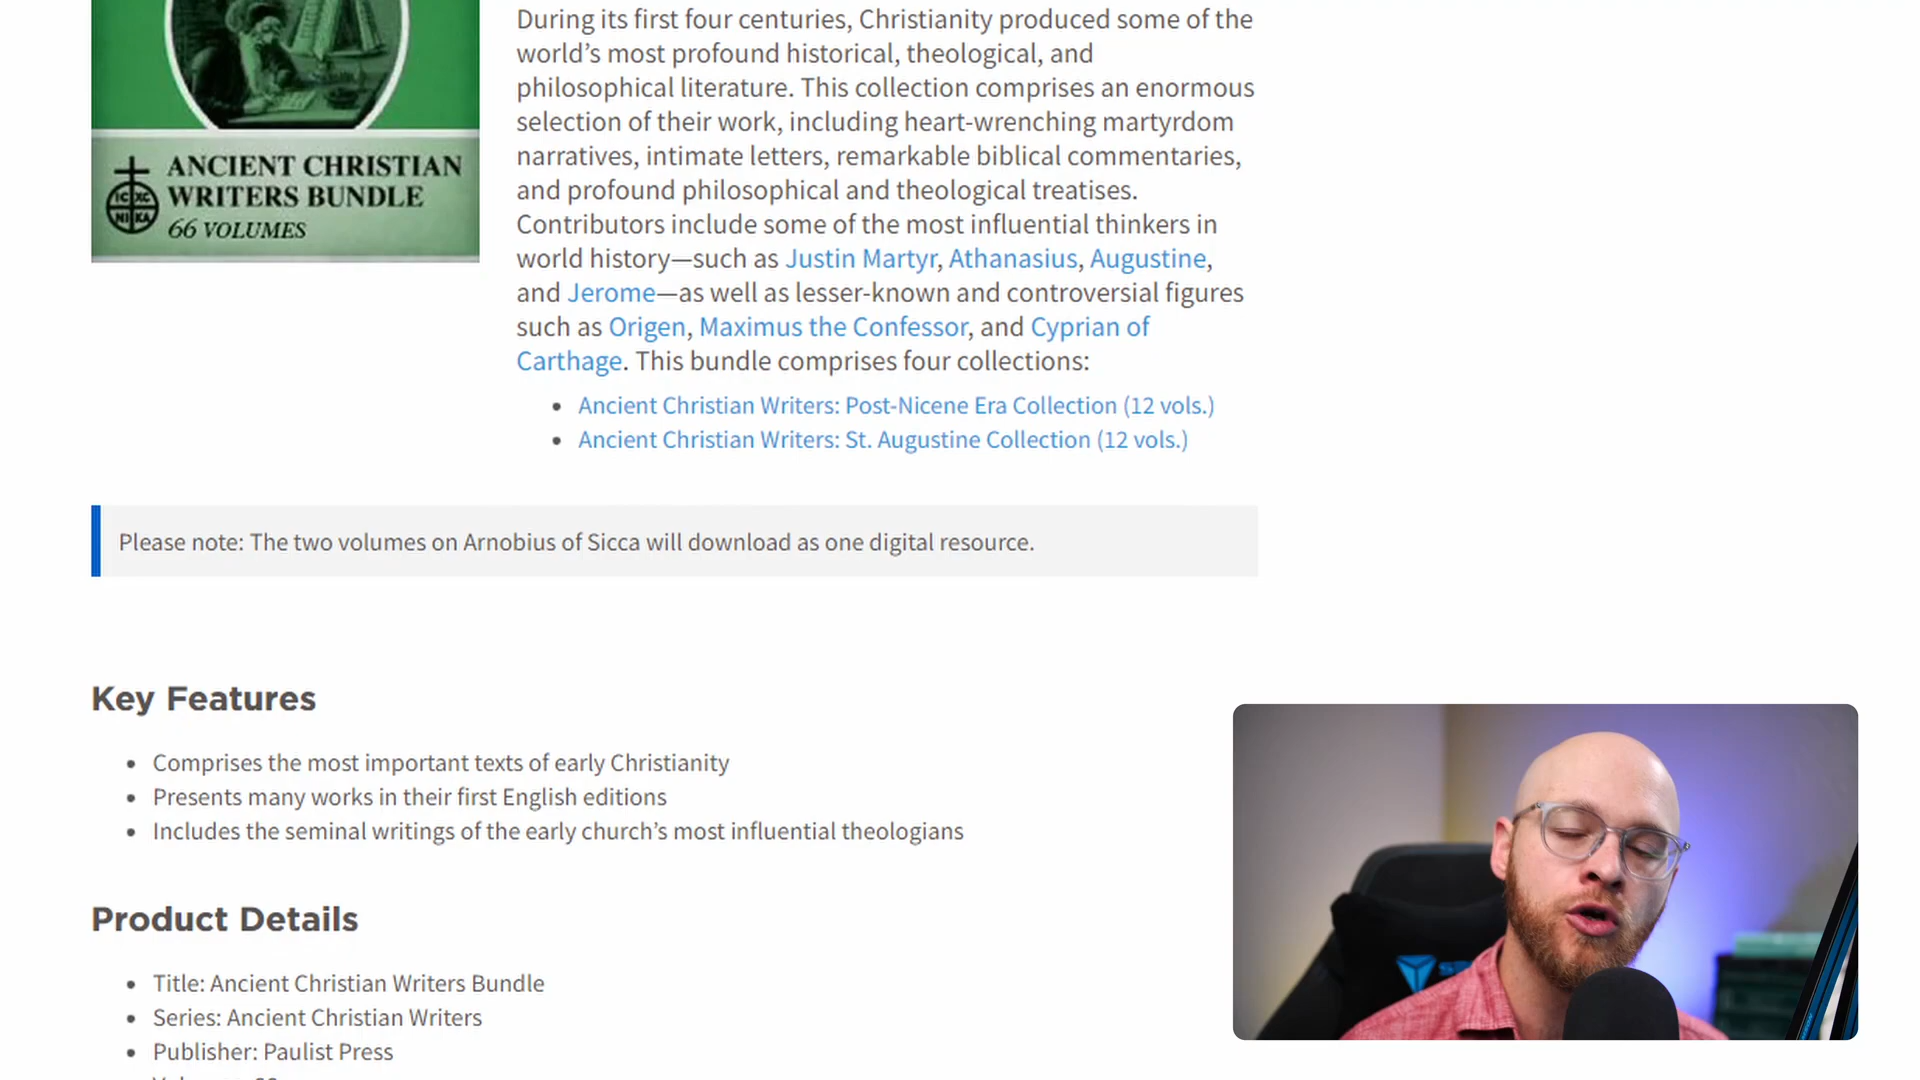 During its first four centuries, Christianity produced some of the
world’s most profound historical, theological, and
philosophical literature. This collection comprises an enormous
selection of their work, including heart-wrenching martyrdom
narratives, intimate letters, remarkable biblical commentaries,
and profound philosophical and theological treatises.
Contributors include some of the most influential thinkers in
world history—such as Justin Martyr, Athanasius, Augustine,
and Jerome—as well as lesser-known and controversial figures
such as Origen, Maximus the Confessor, and Cyprian of
Carthage. This bundle comprises four collections:
• Ancient Christian Writers: Post-Nicene Era Collection (12 vols.)
• Ancient Christian Writers: St. Augustine Collection (12 vols.)
IC XC
NI KA
ANCIENT CHRISTIAN
WRITERS BUNDLE
66 VOLUMES
Please note: The two volumes on Arnobius of Sicca will download as one digital resource.
Key Features
• Comprises the most important texts of early Christianity
• Presents many works in their first English editions
• Includes the seminal writings of the early church’s most influential theologians
Product Details
• Title: Ancient Christian Writers Bundle
• Series: Ancient Christian Writers
• Publisher: Paulist Press